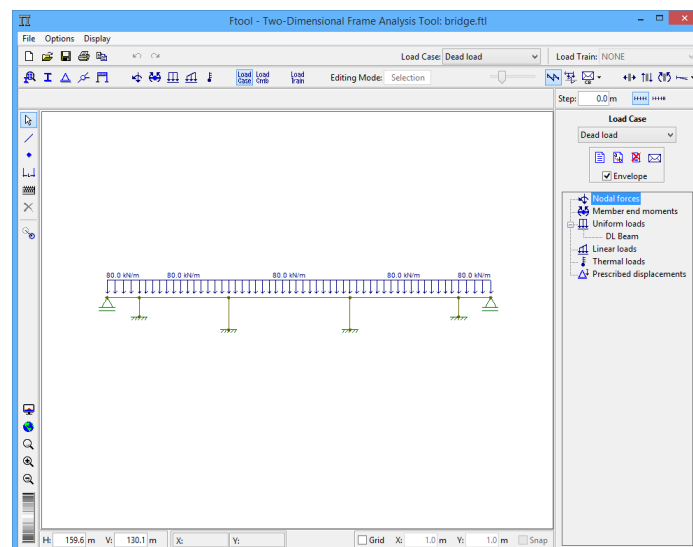 Ftool - Two-Dimensional Frame Analysis Tool: bridge.ftl
File Options Display
Load Case: Dead load Load Train: NONE
Load Case Load Cmb Load Train Editing Mode: Selection
Step: 0.0 m
Load Case
Dead load
Envelope
Nodal forces
Member end moments
Uniform loads
DL Beam
Linear loads
Thermal loads
Prescribed displacements
80.0 kN/m 80.0 kN/m 80.0 kN/m 80.0 kN/m 80.0 kN/m
H: 159.6 m V: 130.1 m X: Y: Grid X: 1.0 m Y: 1.0 m Snap